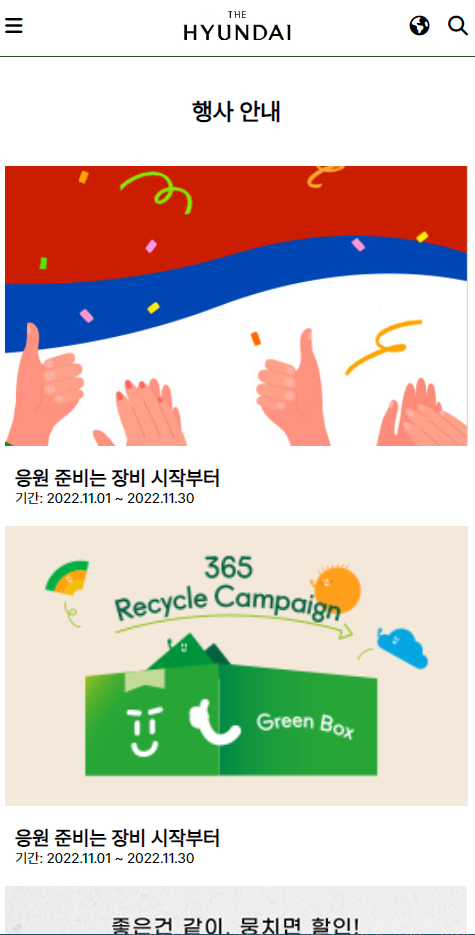 THE
HYUNDAI
행사 안내
응원 준비는 장비 시작부터
기간: 2022.11.01 ~ 2022.11.30
365
Recycle Campaign
Green Box
응원 준비는 장비 시작부터
기간: 2022.11.01 ~ 2022.11.30
좋은건 같이, 뭉치면 할인!